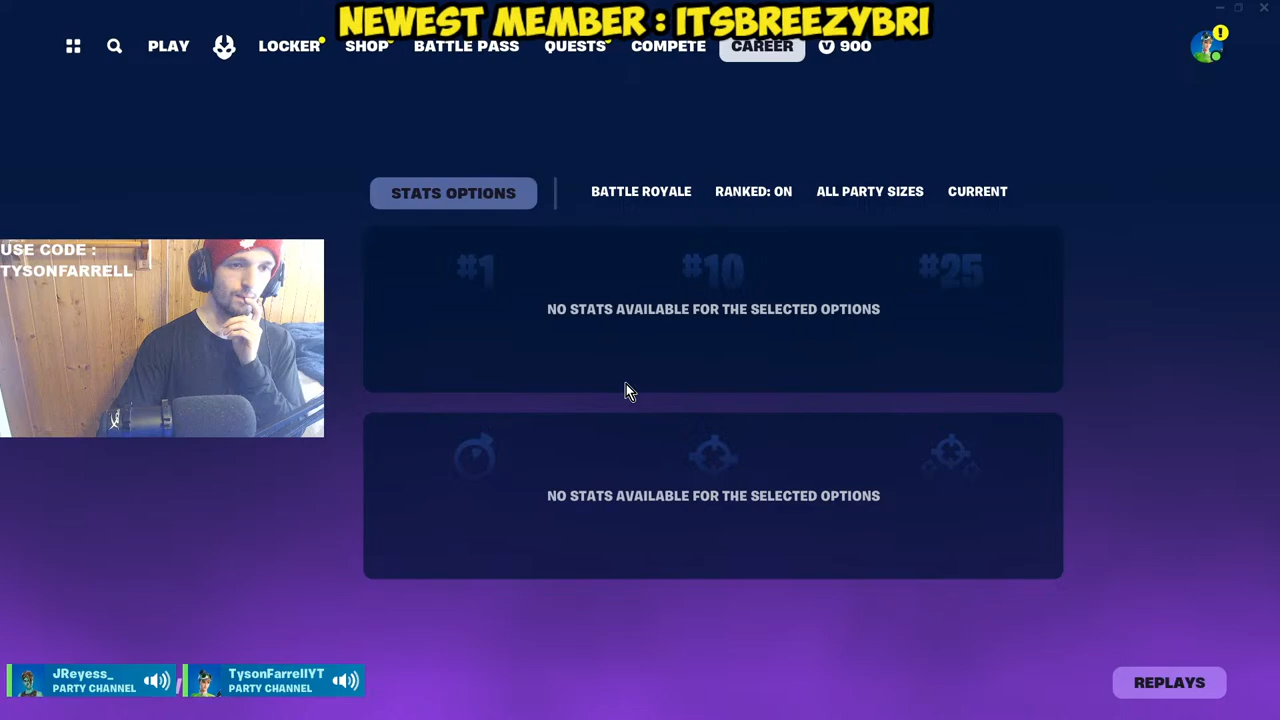 NEWEST MEMBER : ITSBREEZYBRI
PLAY LOCKER SHOP BATTLE PASS QUESTS COMPETE CAREER 900
STATS OPTIONS BATTLE ROYALE RANKED: ON ALL PARTY SIZES CURRENT
USE CODE :
TYSONFARRELL
#1 #10 #25
NO STATS AVAILABLE FOR THE SELECTED OPTIONS
NO STATS AVAILABLE FOR THE SELECTED OPTIONS
JReyess_ TysonFarrellYT
PARTY CHANNEL PARTY CHANNEL
REPLAYS